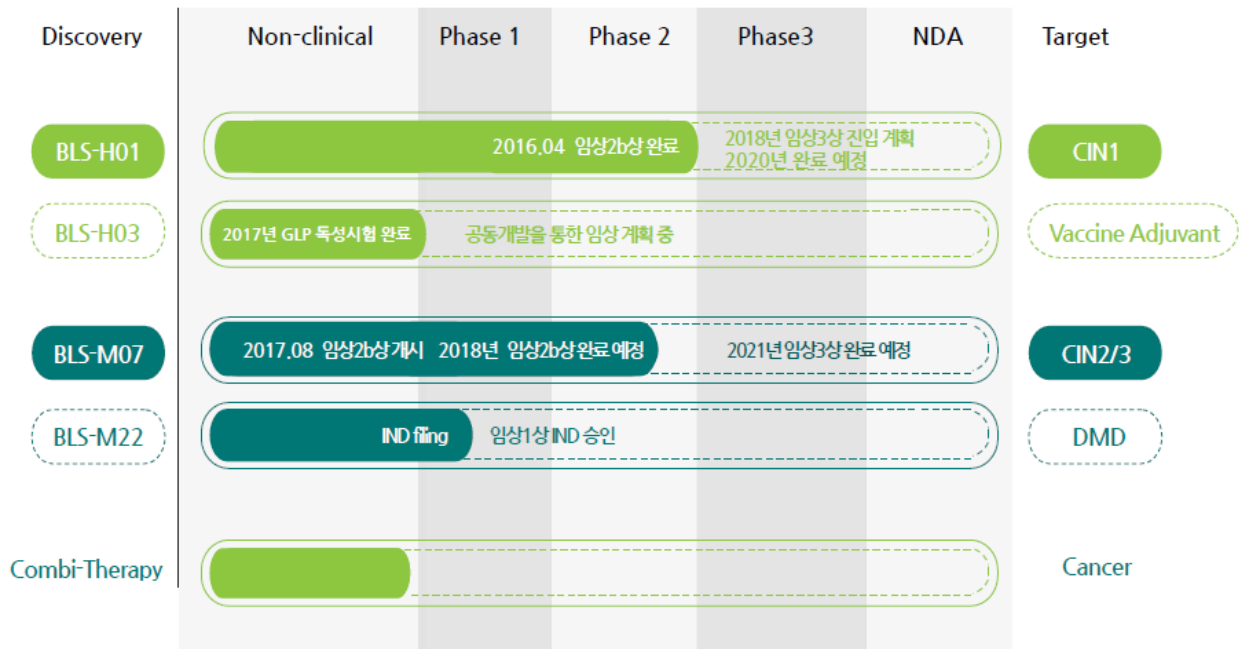 Discovery Non-clinical Phase 1 Phase 2 Phase3 NDA Target
BLS-H01 2016.04 임상2b상 완료 2018년 임상3상 진입 계획 CIN1
2020년 완료 예정
BLS-H03 2017년 GLP 독성시험 완료 공동개발을 통한 임상 계획 중 Vaccine Adjuvant
BLS-M07 2017.08 임상2b상 개시 2018년 임상2b상 완료 예정 2021년 임상3상 완료 예정 CIN2/3
BLS-M22 IND filing 임상1상 IND 승인 DMD
Combi-Therapy Cancer